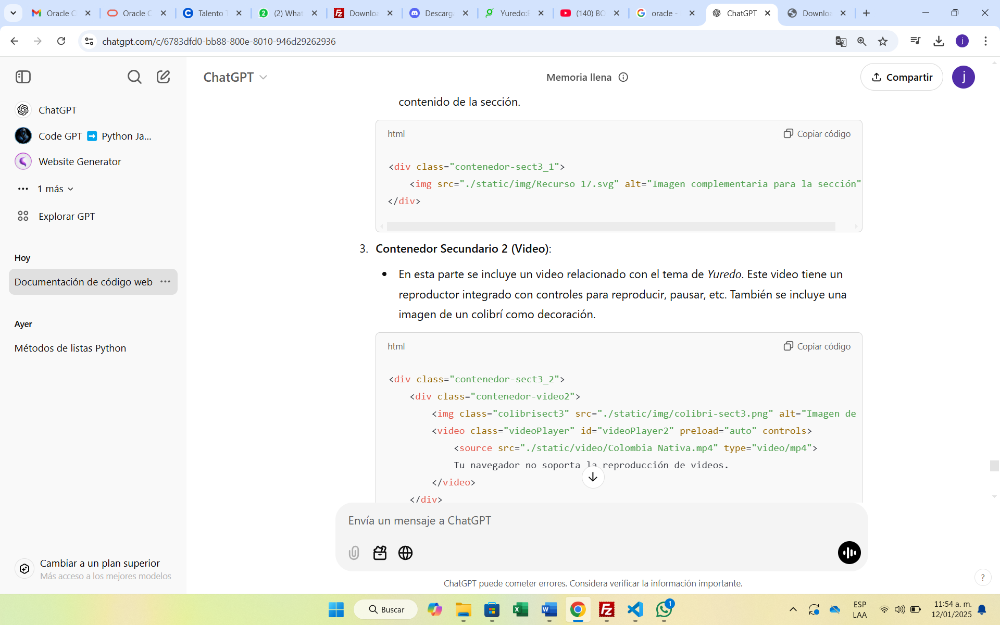 Oracle C
Oracle C
Talento T
(2) What
Downloa
Descarg
Yuredo:E
(140) BO
oracle -
ChatGPT
Downloa
chatgpt.com/c/6783dfd0-bb88-800e-8010-946d29262936
j
ChatGPT
Memoria llena
Compartir
j
ChatGPT
Code GPT ➡️ Python Ja...
Website Generator
1 más
Explorar GPT
Hoy
Documentación de código web
Ayer
Métodos de listas Python
Cambiar a un plan superior
Más acceso a los mejores modelos
contenido de la sección.
html
Copiar código
<div class="contenedor-sect3_1">
<img src="./static/img/Recurso 17.svg" alt="Imagen complementaria para la sección"
</div>
3. Contenedor Secundario 2 (Video):
En esta parte se incluye un video relacionado con el tema de Yuredo. Este video tiene un
reproductor integrado con controles para reproducir, pausar, etc. También se incluye una
imagen de un colibrí como decoración.
html
Copiar código
<div class="contenedor-sect3_2">
<div class="contenedor-video2">
<img class="colibrisect3" src="./static/img/colibri-sect3.png" alt="Imagen de
<video class="videoPlayer" id="videoPlayer2" preload="auto" controls>
<source src="./static/video/Colombia Nativa.mp4" type="video/mp4">
Tu navegador no soporta la reproducción de videos.
</video>
</div>
Envía un mensaje a ChatGPT
ChatGPT puede cometer errores. Considera verificar la información importante.
?
Buscar
1
ESP
LAA
11:54 a. m.
12/01/2025